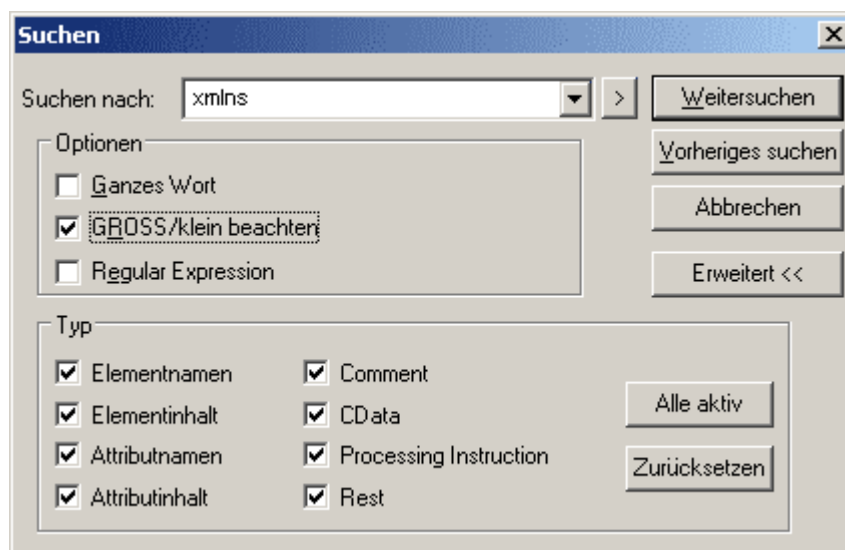 Suchen
Suchen nach: xmlns > Weitersuchen
Optionen
Vorheriges suchen
Ganzes Wort
GROSS/klein beachten
Abbrechen
Regular Expression
Erweitert <<
Typ
Elementnamen Comment
Elementinhalt CData
Alle aktiv
Attributnamen Processing Instruction
Zurücksetzen
Attributinhalt Rest